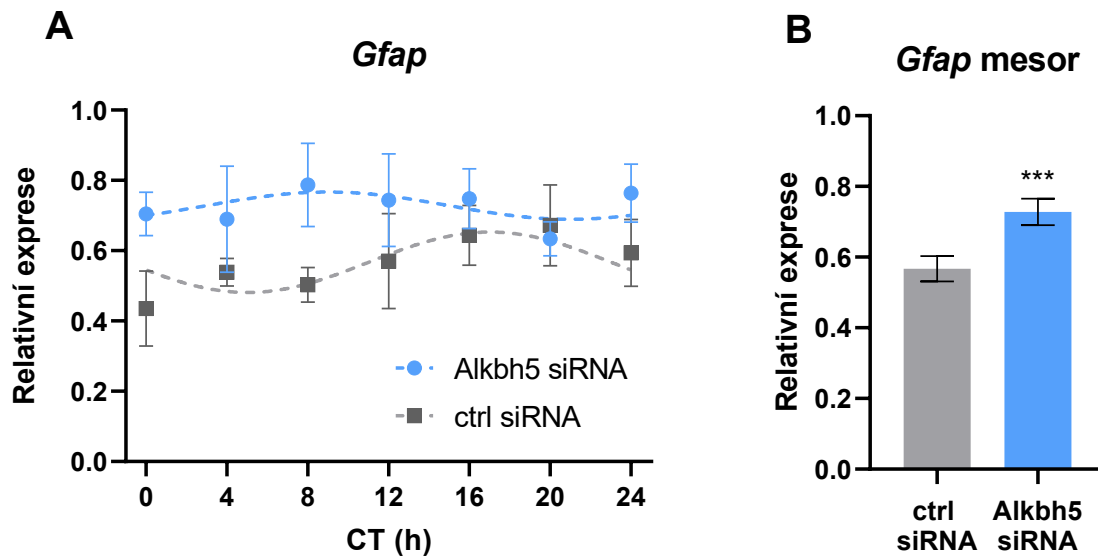 A
Gfap
1.0
0.8
0.6
0.4
0.2
0.0
Relativní exprese
0
4
8
12
16
20
24
CT (h)
Alkbh5 siRNA
ctrl siRNA
B
Gfap mesor
1.0
0.8
0.6
0.4
0.2
0.0
Relativní exprese
***
ctrl
siRNA
Alkbh5
siRNA